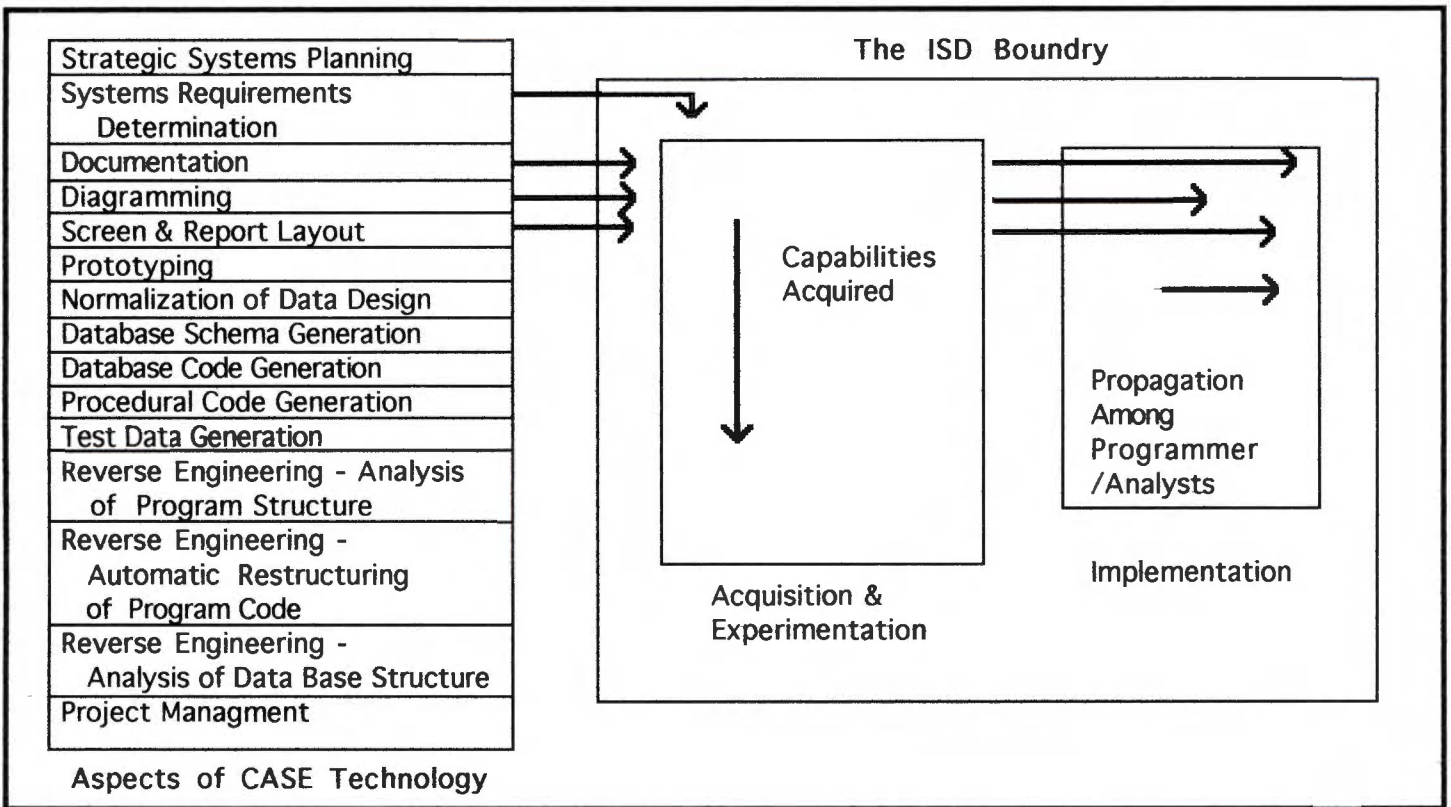 Strategic Systems Planning
Systems Requirements
Determination
Documentation
Diagramming
Screen & Report Layout
Prototyping
Normalization of Data Design
Database Schema Generation
Database Code Generation
Procedural Code Generation
Test Data Generation
Reverse Engineering - Analysis
of Program Structure
Reverse Engineering -
Automatic Restructuring
of Program Code
Reverse Engineering -
Analysis of Data Base Structure
Project Managment
Aspects of CASE Technology
The ISD Boundry
Capabilities
Acquired
Acquisition &
Experimentation
Propagation
Among
Programmer
/Analysts
Implementation